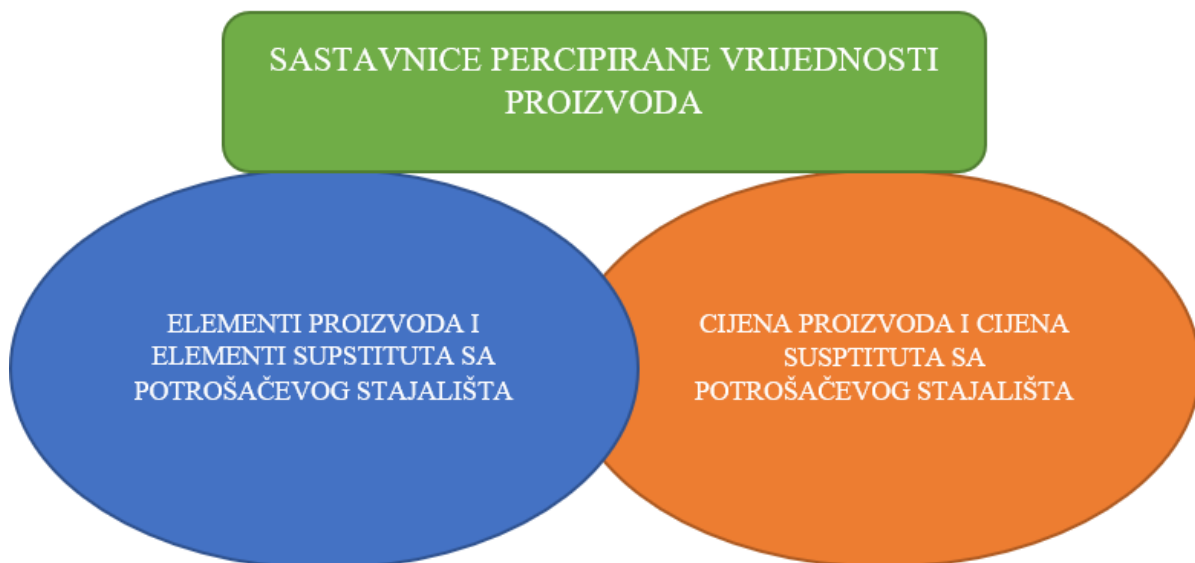 SASTAVNICE PERCIPIRANE VRIJEDNOSTI
PROIZVODA
ELEMENTI PROIZVODA I
ELEMENTI SUPSTITUTA SA
POTROŠAČEVOG STAJALIŠTA
CIJENA PROIZVODA I CIJENA
SUSPTITUTA SA
POTROŠAČEVOG STAJALIŠTA